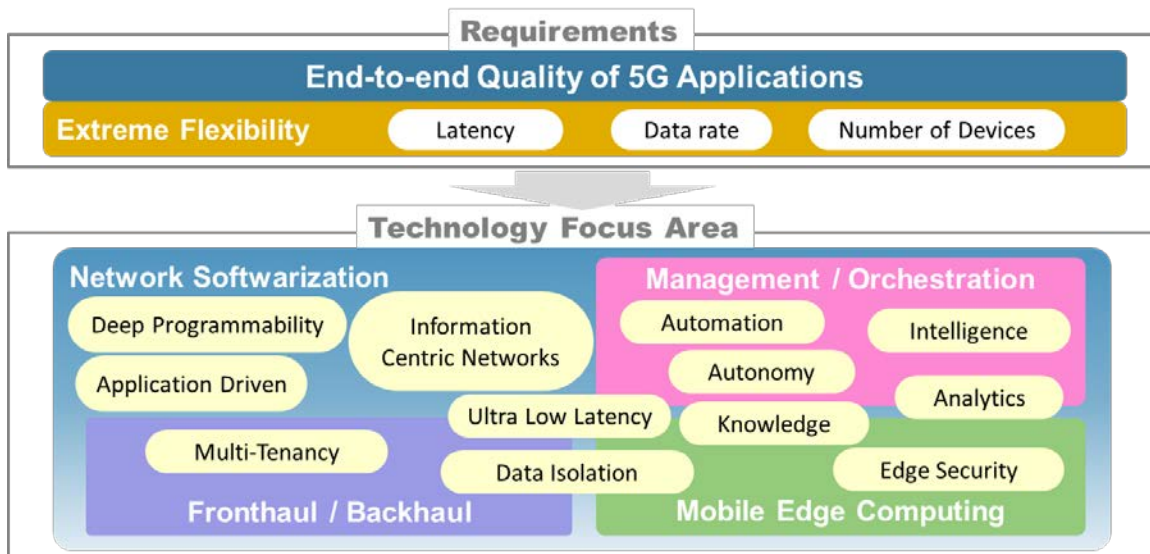 Requirements
End-to-end Quality of 5G Applications
Extreme Flexibility
Latency
Data rate
Number of Devices
Technology Focus Area
Network Softwarization
Management / Orchestration
Deep Programmability
Information
Centric Networks
Automation
Intelligence
Application Driven
Autonomy
Analytics
Ultra Low Latency
Knowledge
Multi-Tenancy
Data Isolation
Edge Security
Fronthaul / Backhaul
Mobile Edge Computing